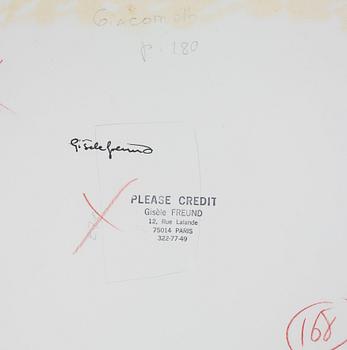 Giacometti
p. 180
Gisèle Freund
PLEASE CREDIT
Gisèle FREUND
12, Rue Lalande
75014 PARIS
322-77-49
168